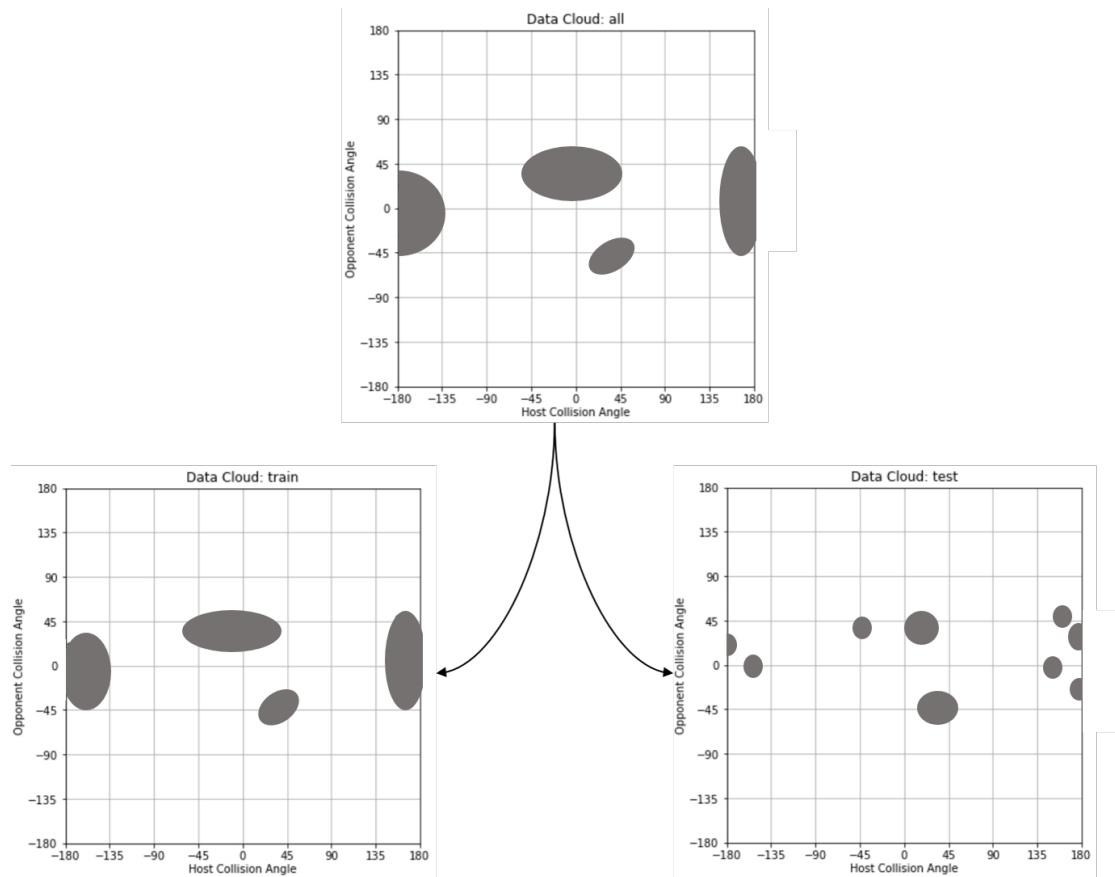 Data Cloud: all
180
135
90
45
0
−45
−90
−135
−180
Opponent Collision Angle
−180 −135 −90 −45 0 45 90 135 180
Host Collision Angle
Data Cloud: train
180
135
90
45
0
−45
−90
−135
−180
Opponent Collision Angle
−180 −135 −90 −45 0 45 90 135 180
Host Collision Angle
Data Cloud: test
180
135
90
45
0
−45
−90
−135
−180
Opponent Collision Angle
−180 −135 −90 −45 0 45 90 135 180
Host Collision Angle